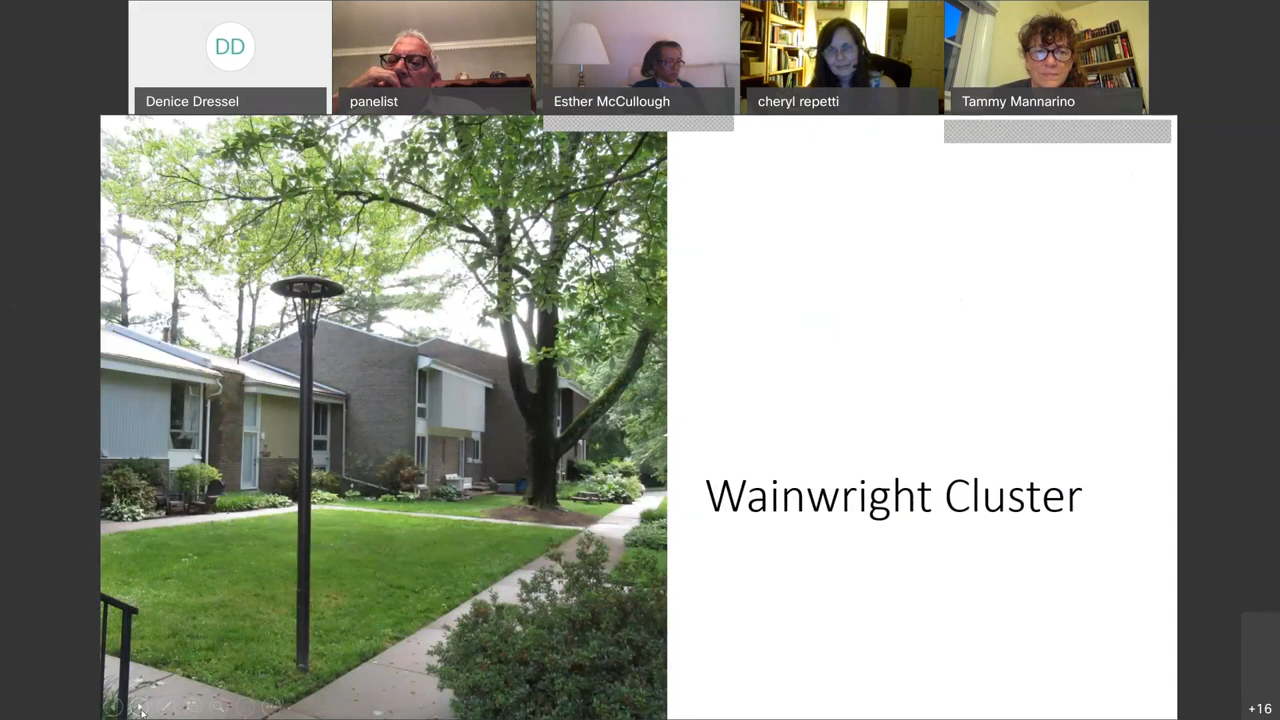 DD
Denice Dressel
panelist
Esther McCullough
cheryl repetti
Tammy Mannarino
Wainwright Cluster
+16